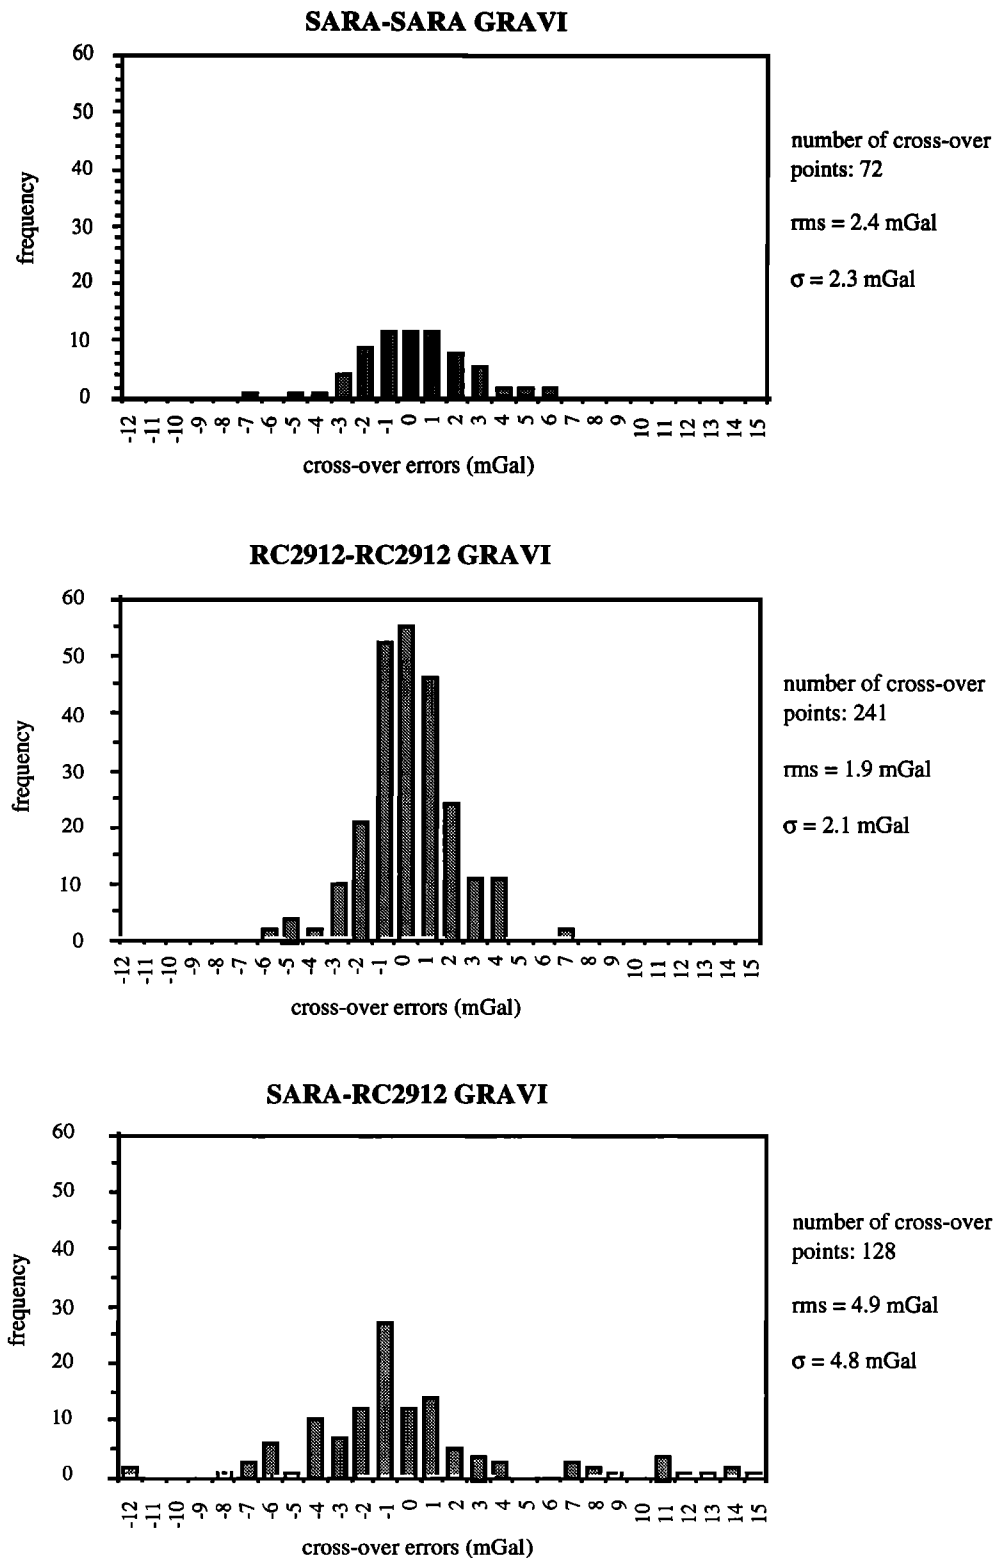 SARA-SARA GRAVI
60
50
40
30
20
10
0
frequency
-12 -11 -10 -9 -8 -7 -6 -5 -4 -3 -2 -1 0 1 2 3 4 5 6 7 8 9 10 11 12 13 14 15
cross-over errors (mGal)
number of cross-over
points: 72
rms = 2.4 mGal
σ = 2.3 mGal
RC2912-RC2912 GRAVI
60
50
40
30
20
10
0
frequency
-12 -11 -10 -9 -8 -7 -6 -5 -4 -3 -2 -1 0 1 2 3 4 5 6 7 8 9 10 11 12 13 14 15
cross-over errors (mGal)
number of cross-over
points: 241
rms = 1.9 mGal
σ = 2.1 mGal
SARA-RC2912 GRAVI
60
50
40
30
20
10
0
frequency
-12 -11 -10 -9 -8 -7 -6 -5 -4 -3 -2 -1 0 1 2 3 4 5 6 7 8 9 10 11 12 13 14 15
cross-over errors (mGal)
number of cross-over
points: 128
rms = 4.9 mGal
σ = 4.8 mGal